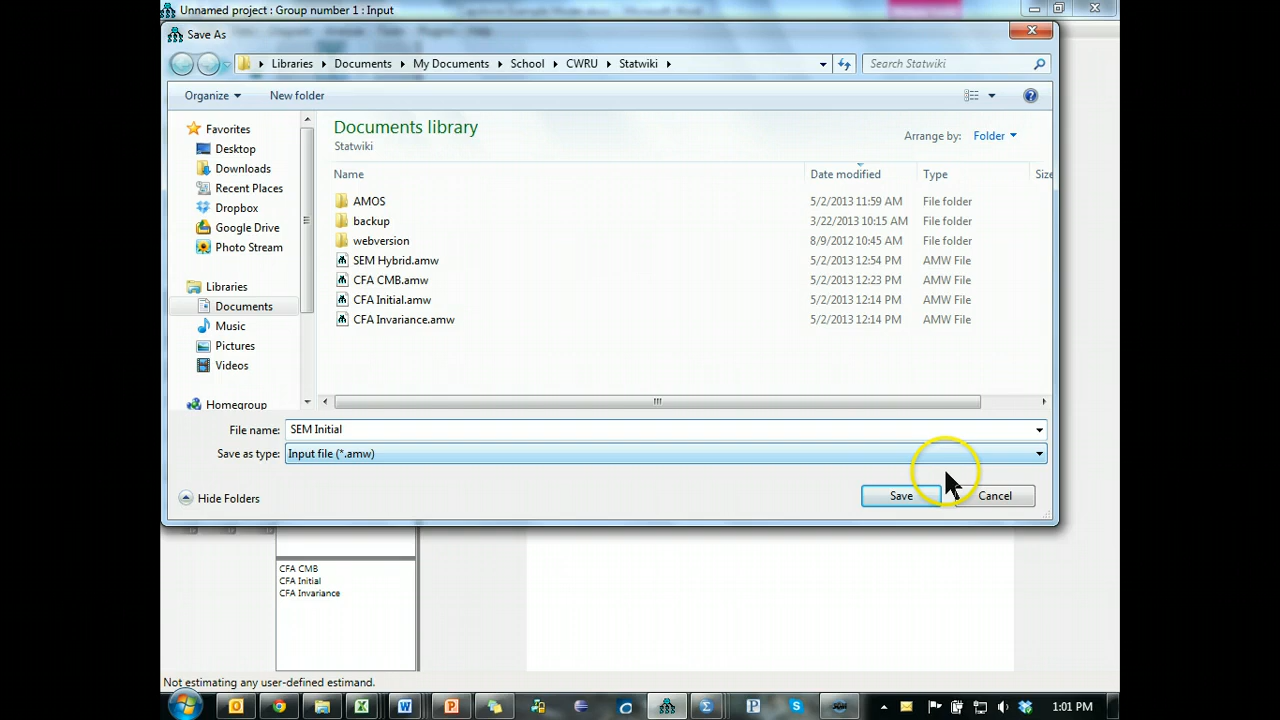 Unnamed project : Group number 1 : Input
Save As
Libraries
Documents
My Documents
School
CWRU
Statwiki
Search Statwiki
Organize
New folder
Favorites
Desktop
Downloads
Recent Places
Dropbox
Google Drive
Photo Stream
Libraries
Documents
Music
Pictures
Videos
Homegroup
Documents library
Statwiki
Arrange by: Folder
Name Date modified Type Size
AMOS 5/2/2013 11:59 AM File folder
backup 3/22/2013 10:15 AM File folder
webversion 8/9/2012 10:45 AM File folder
SEM Hybrid.amw 5/2/2013 12:54 PM AMW File
CFA CMB.amw 5/2/2013 12:23 PM AMW File
CFA Initial.amw 5/2/2013 12:14 PM AMW File
CFA Invariance.amw 5/2/2013 12:14 PM AMW File
File name: SEM Initial
Save as type: Input file (*.amw)
Hide Folders
Save
Cancel
CFA CMB
CFA Initial
CFA Invariance
Not estimating any user-defined estimand.
1:01 PM